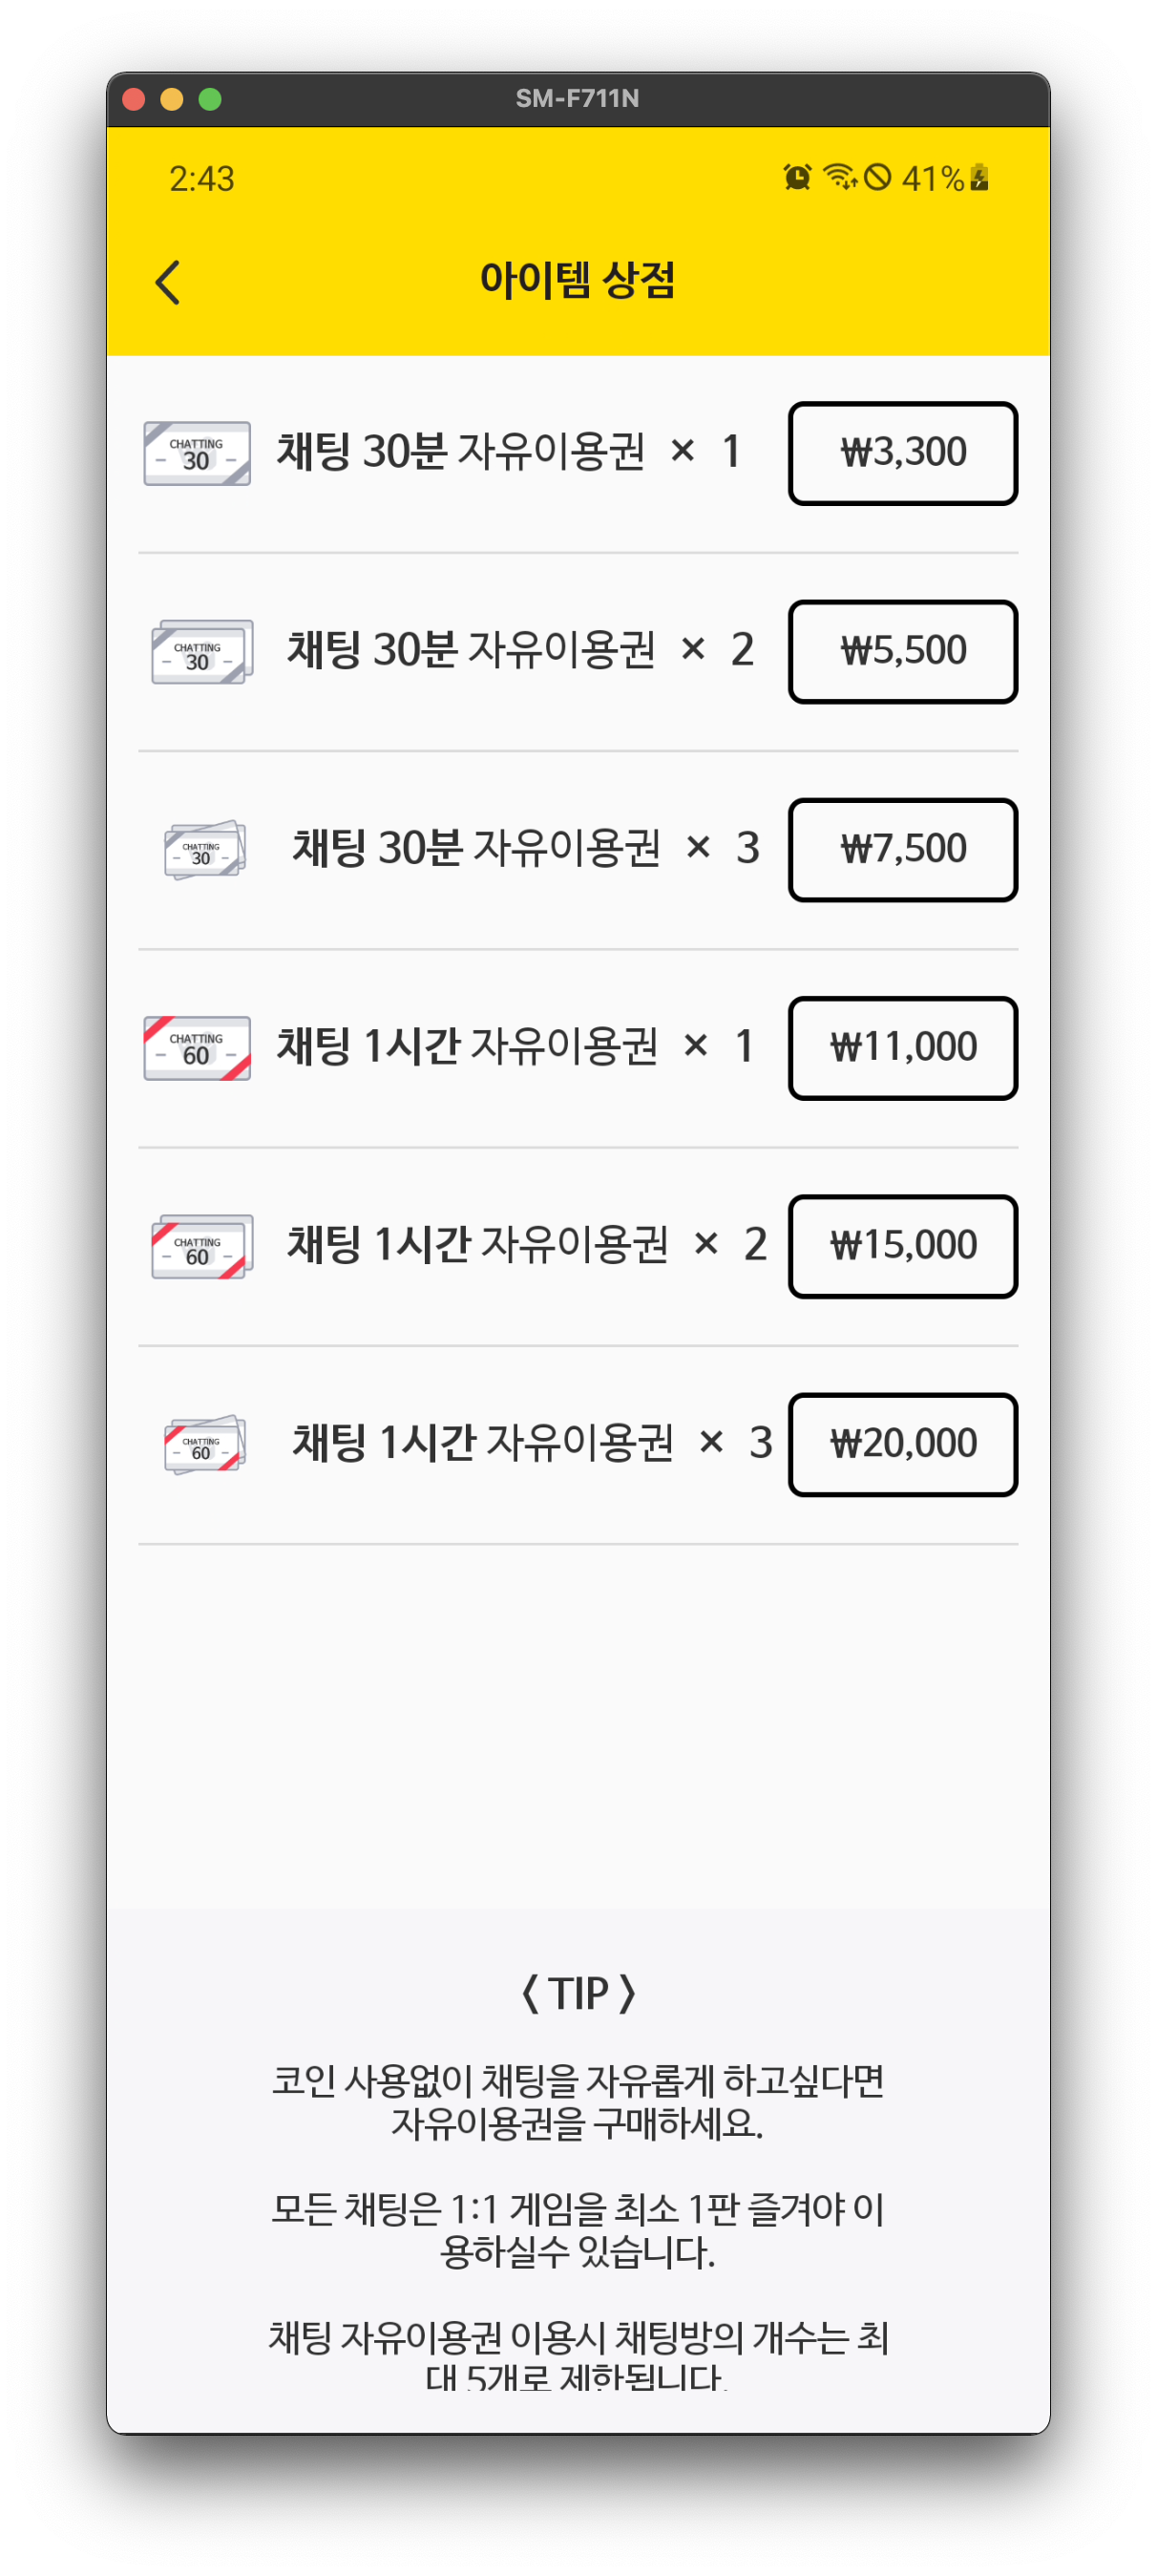 SM-F711N
2:43
41%
아이템 상점
CHATTING
30
채팅 30분 자유이용권 × 1
₩3,300
CHATTING
30
채팅 30분 자유이용권 × 2
₩5,500
CHATTING
30
채팅 30분 자유이용권 × 3
₩7,500
CHATTING
60
채팅 1시간 자유이용권 × 1
₩11,000
CHATTING
60
채팅 1시간 자유이용권 × 2
₩15,000
CHATTING
60
채팅 1시간 자유이용권 × 3
₩20,000
〈 TIP 〉
코인 사용없이 채팅을 자유롭게 하고싶다면
자유이용권을 구매하세요.
모든 채팅은 1:1 게임을 최소 1판 즐겨야 이
용하실수 있습니다.
채팅 자유이용권 이용시 채팅방의 개수는 최
대 5개로 제한됩니다.